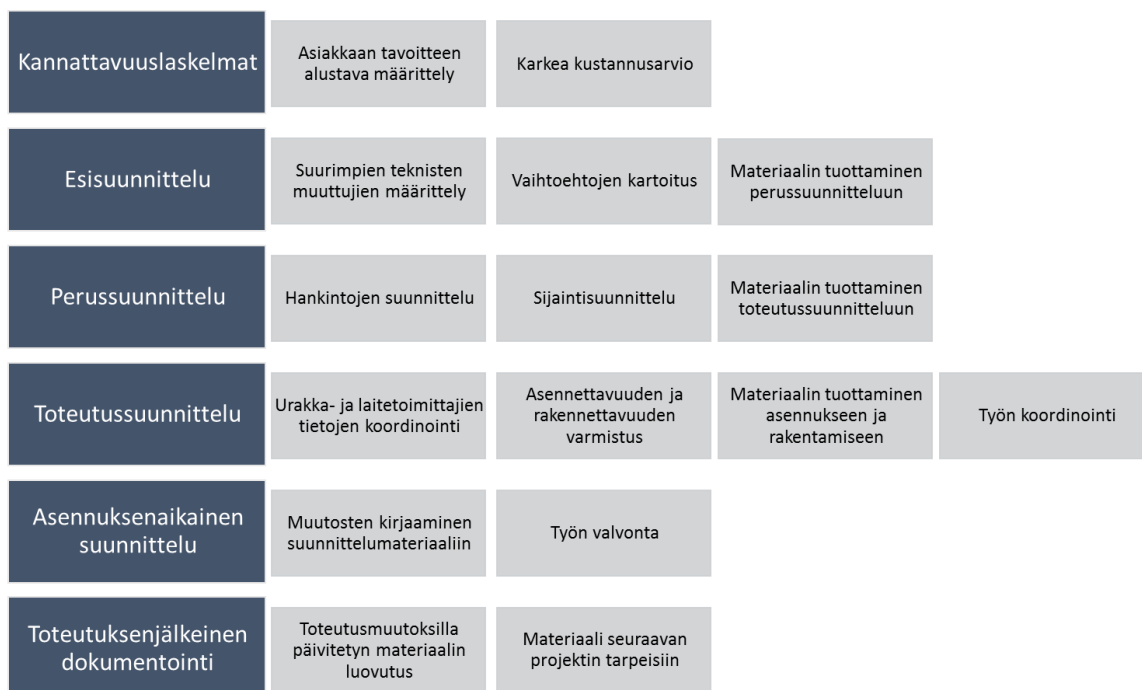 Kannattavuuslaskelmat
Asiakkaan tavoitteen
alustava määrittely
Karkea kustannusarvio
Esisuunnittelu
Suurimpien teknisten
muuttujien määrittely
Vaihtoehtojen kartoitus
Materiaalin tuottaminen
perussuunnitteluun
Perussuunnittelu
Hankintojen suunnittelu
Sijaintisuunnittelu
Materiaalin tuottaminen
toteutussuunnitteluun
Toteutussuunnittelu
Urakka- ja laitetoimittajien
tietojen koordinointi
Asennettavuuden ja
rakennettavuuden
varmistus
Materiaalin tuottaminen
asennukseen ja
rakentamiseen
Työn koordinointi
Asennuksenaikainen
suunnittelu
Muutosten kirjaaminen
suunnittelumateriaaliin
Työn valvonta
Toteutuksenjälkeinen
dokumentointi
Toteutusmuutoksilla
päivitetyn materiaalin
luovutus
Materiaali seuraavan
projektin tarpeisiin